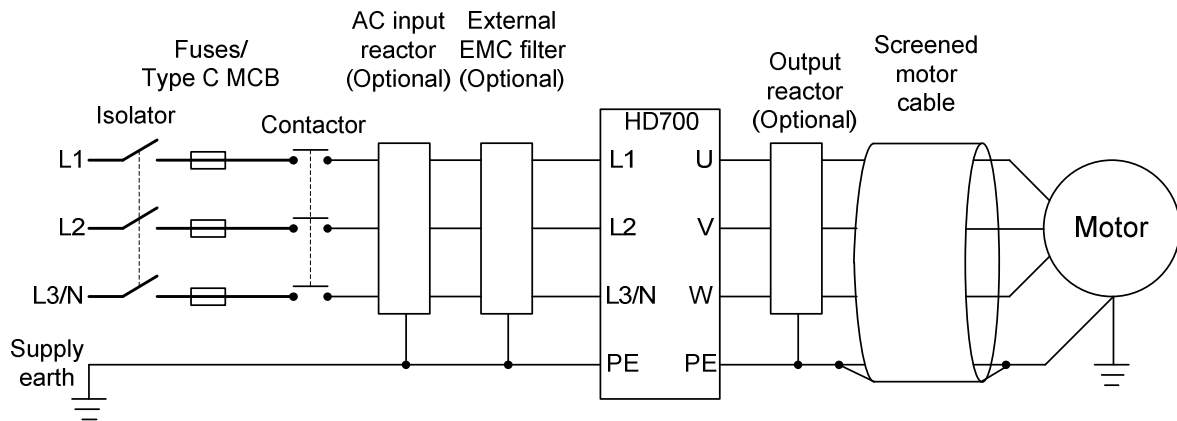 AC input
reactor
(Optional)
External
EMC filter
(Optional)
Fuses/
Type C MCB
Isolator
Contactor
Output
reactor
(Optional)
Screened
motor
cable
HD700
L1
L1
U
L2
L2
V
Motor
L3/N
L3/N
W
Supply
earth
PE
PE